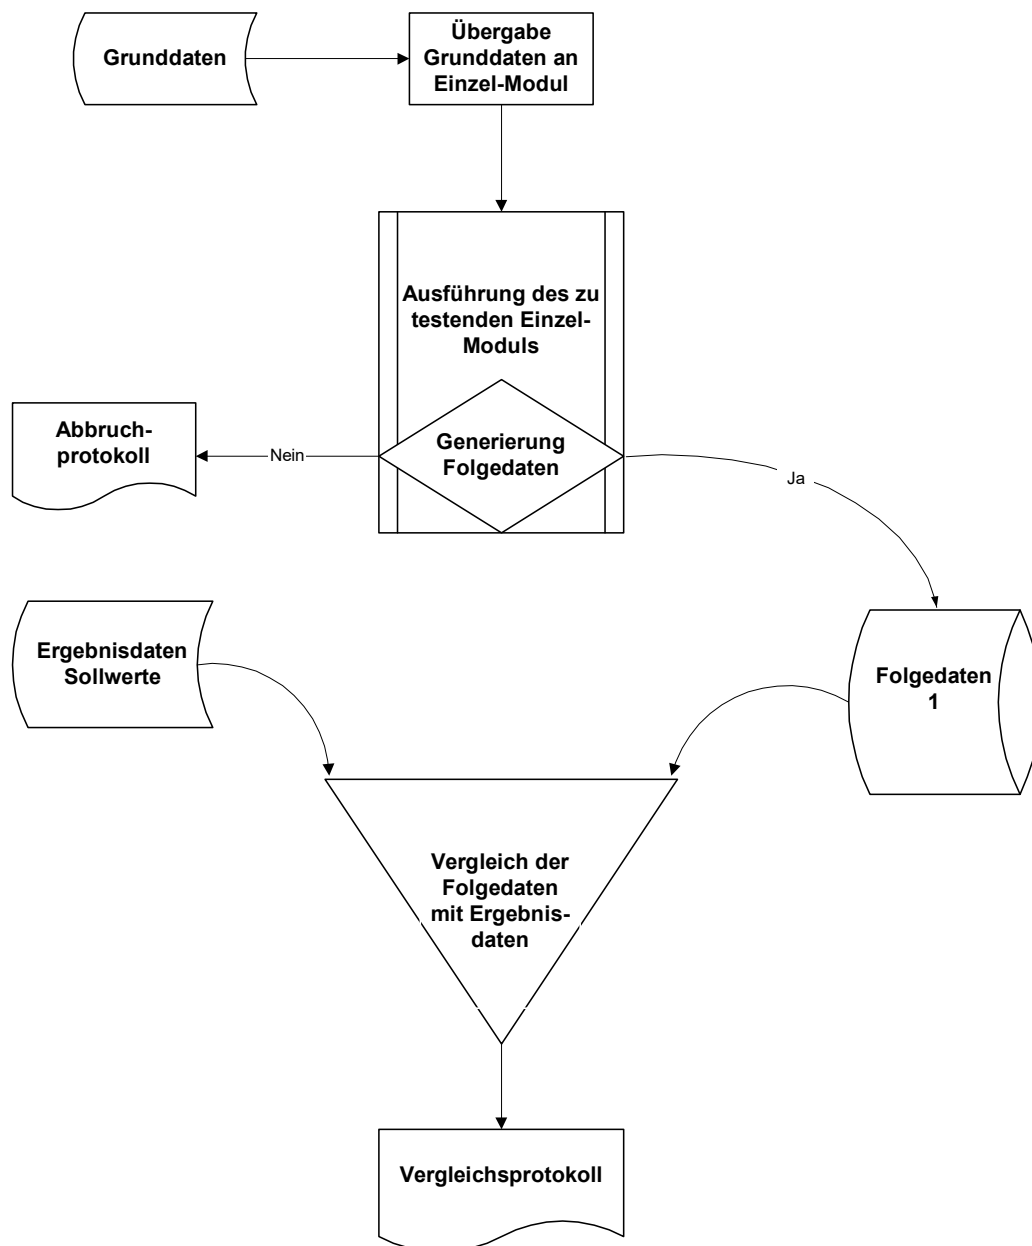 Grunddaten
Übergabe
Grunddaten an
Einzel-Modul
Ausführung des zu
testenden Einzel-
Moduls
Generierung
Folgedaten
Nein
Abbruch-
protokoll
Ja
Ergebnisdaten
Sollwerte
Folgedaten
1
Vergleich der
Folgedaten
mit Ergebnis-
daten
Vergleichsprotokoll